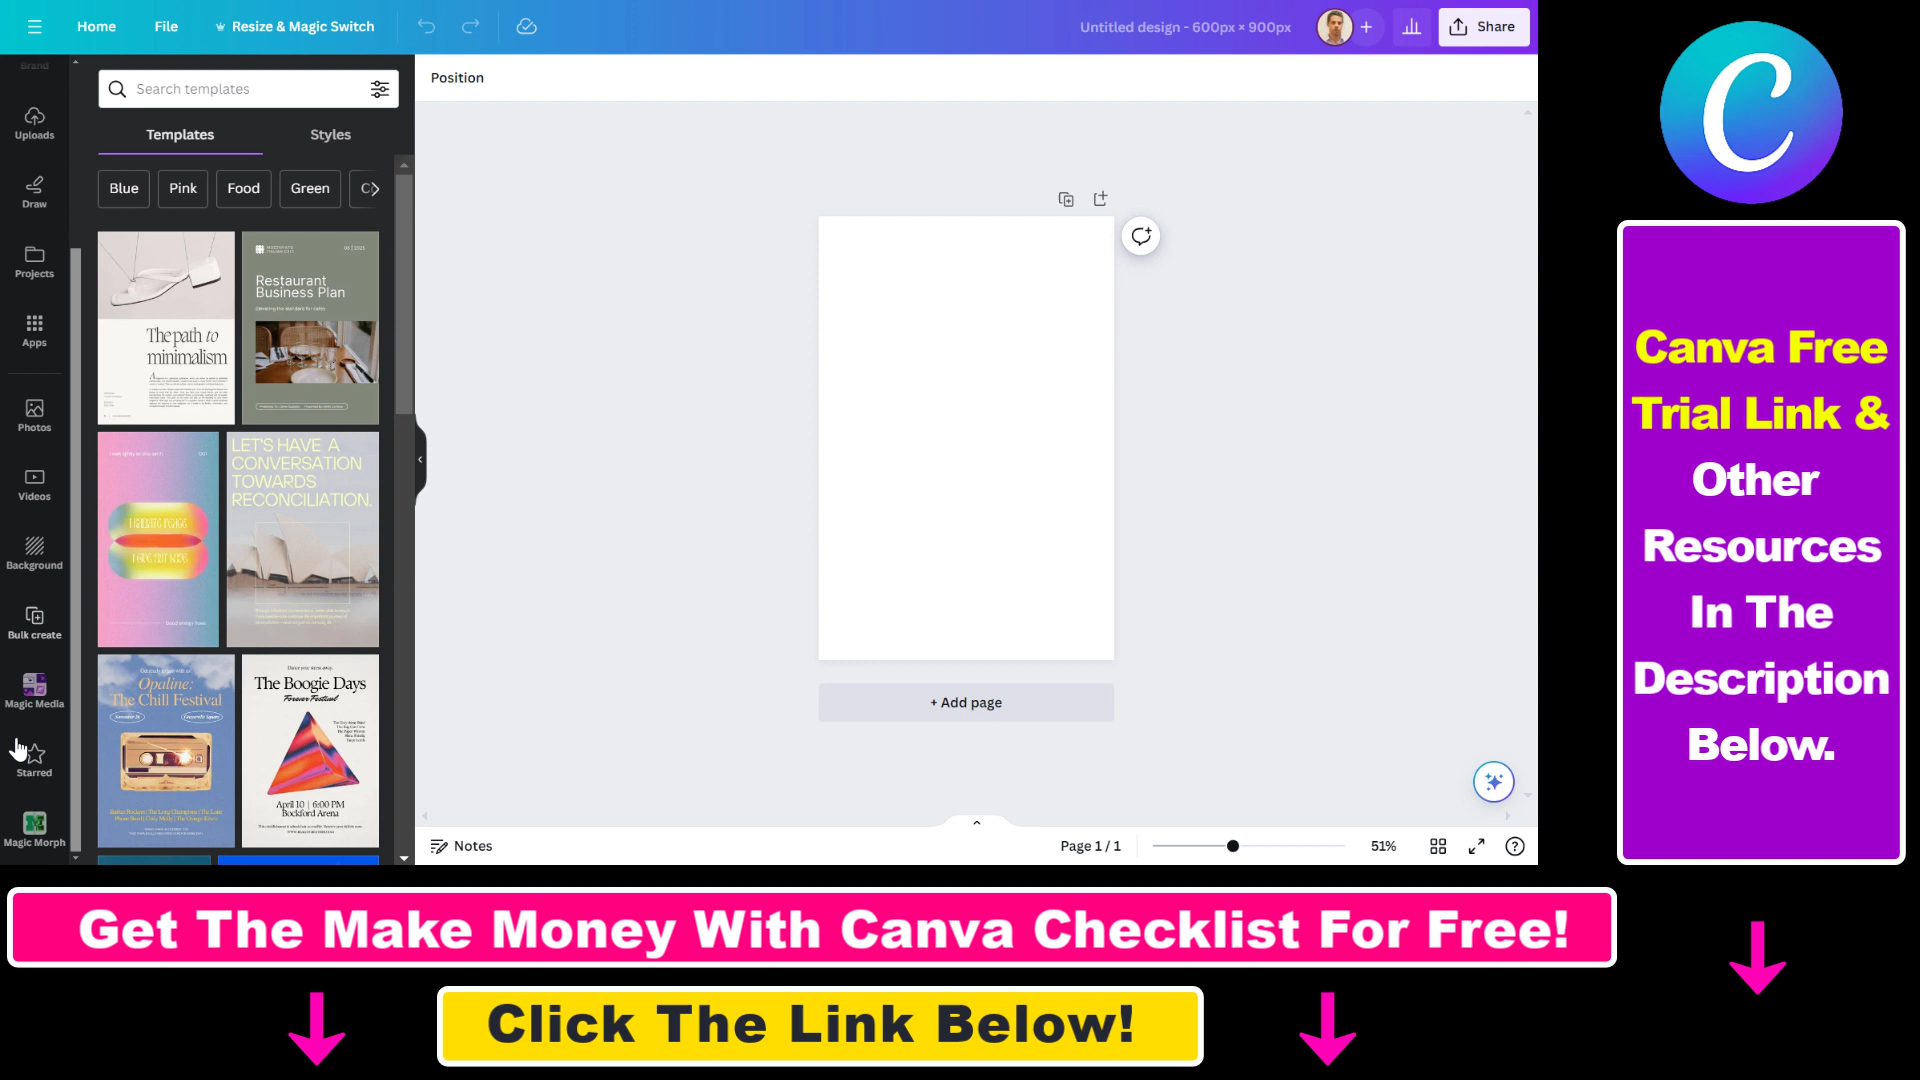 Home
File
Resize & Magic Switch
Untitled design - 600px × 900px
Share
Brand
Uploads
Draw
Projects
Apps
Photos
Videos
Background
Bulk create
Magic Media
Starred
Magic Morph
Search templates
Templates
Styles
Blue
Pink
Food
Green
The path to
minimalism
Restaurant
Business Plan
LET'S HAVE A
CONVERSATION
TOWARDS
RECONCILIATION.
Opaline:
The Chill Festival
The Boogie Days
Forever Festival
April 10 | 6:00 PM
Bockford Arena
Position
+ Add page
Notes
Page 1 / 1
51%
C
Canva Free
Trial Link &
Other
Resources
In The
Description
Below.
Get The Make Money With Canva Checklist For Free!
Click The Link Below!